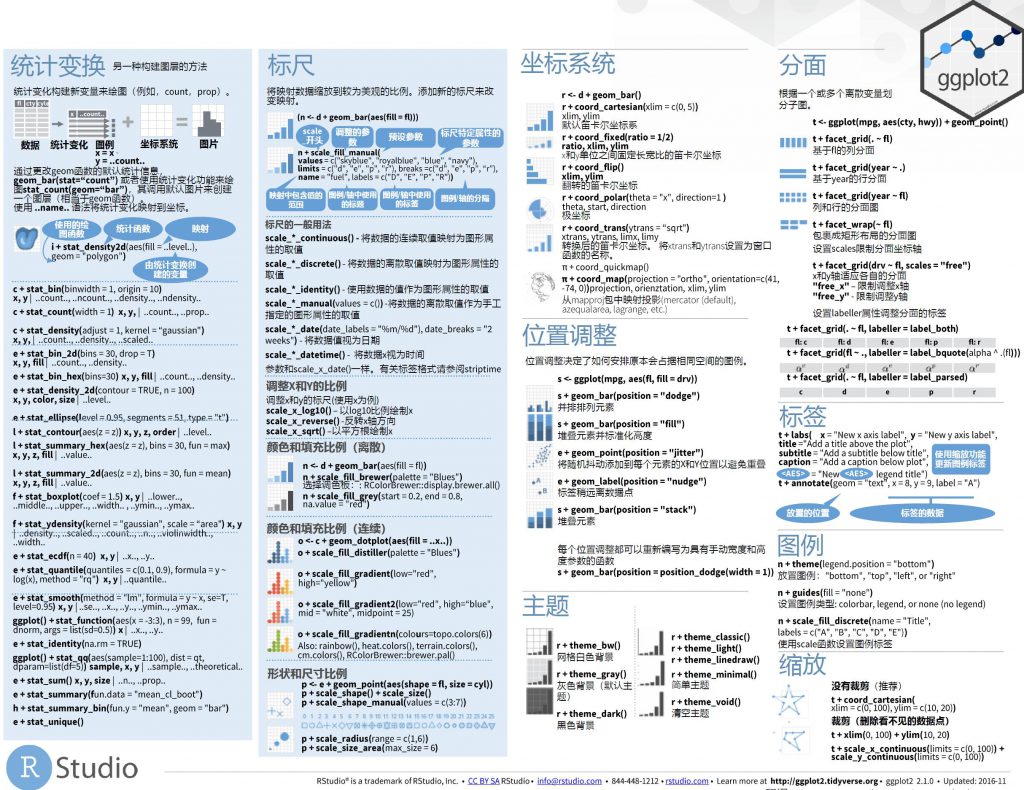 ggplot2
统计变换 另一种构建图层的方法
统计变化构建新变量来绘图(例如,count,prop)。
fl cty cyl
x ..count..
数据 统计变换 图例 坐标系统 图片
x = x
y = ..count..
通过更改geom函数的默认统计信息,
geom_bar(stat="count") 或者使用统计变化功能来绘
图stat_count(geom="bar"),其调用默认图片来创建
一个图层(相当于geom函数)
使用 ..name.. 语法将统计变化映射到坐标。
使用的绘图函数 统计函数 映射
i + stat_density2d(aes(fill = ..level..),
geom = "polygon")
由统计变换创建的变量
c + stat_bin(binwidth = 1, origin = 10)
x, y | ..count.., ..ncount.., ..density.., ..ndensity..
c + stat_count(width = 1) x, y, | ..count.., ..prop..
c + stat_density(adjust = 1, kernel = "gaussian")
x, y, | ..count.., ..density.., ..scaled..
e + stat_bin_2d(bins = 30, drop = T)
x, y, fill | ..count.., ..density..
e + stat_bin_hex(bins=30) x, y, fill | ..count.., ..density..
e + stat_density_2d(contour = TRUE, n = 100)
x, y, color, size | ..level..
e + stat_ellipse(level = 0.95, segments = 51, type = "t")
l + stat_contour(aes(z = z)) x, y, z, order | ..level..
l + stat_summary_hex(aes(z = z), bins = 30, fun = max)
x, y, z, fill | ..value..
l + stat_summary_2d(aes(z = z), bins = 30, fun = mean)
x, y, z, fill | ..value..
f + stat_boxplot(coef = 1.5) x, y | ..lower..,
..middle.., ..upper.., ..width.. , ..ymin.., ..ymax..
f + stat_ydensity(kernel = "gaussian", scale = "area") x, y
| ..density.., ..scaled.., ..count.., ..n.., ..violinwidth..,
..width..
e + stat_ecdf(n = 40) x, y | ..x.., ..y..
e + stat_quantile(quantiles = c(0.1, 0.9), formula = y ~
log(x), method = "rq") x, y | ..quantile..
e + stat_smooth(method = "lm", formula = y ~ x, se=T,
level=0.95) x, y | ..se.., ..x.., ..y.., ..ymin.., ..ymax..
ggplot() + stat_function(aes(x = -3:3), n = 99, fun =
dnorm, args = list(sd=0.5)) x | ..x.., ..y..
e + stat_identity(na.rm = TRUE)
ggplot() + stat_qq(aes(sample=1:100), dist = qt,
dparam=list(df=5)) sample, x, y | ..sample.., ..theoretical..
e + stat_sum() x, y, size | ..n.., ..prop..
e + stat_summary(fun.data = "mean_cl_boot")
h + stat_summary_bin(fun.y = "mean", geom = "bar")
e + stat_unique()
标尺
将映射数据缩放到较为美观的比例。添加新的标尺来改
变映射。
(n <- d + geom_bar(aes(fill = fl)))
scale开头 调整的参数 预设参数 标尺特定属性的参数
n + scale_fill_manual(
values = c("skyblue", "royalblue", "blue", "navy"),
limits = c("d", "e", "p", "r"), breaks =c("d", "e", "p", "r"),
name = "fuel", labels = c("D", "E", "P", "R"))
映射中包含值的范围 图例/轴中使用的标题 图例/轴中使用的标签 图例/轴的分隔
标尺的一般用法
scale_*_continuous() - 将数据的连续取值映射为图形属
性的取值
scale_*_discrete() - 将数据的离散取值映射为图形属性的
取值
scale_*_identity() - 使用数据的值作为图形属性的取值
scale_*_manual(values = c()) -将数据的离散取值作为手工
指定的图形属性的取值
scale_*_date(date_labels = "%m/%d"), date_breaks = "2
weeks") - 将数据值视为日期
scale_*_datetime() - 将数据x视为时间
参数和scale_x_date()一样。有关标签格式请参阅striptime
调整X和Y的比例
调整x和y的标尺(使用x为例)
scale_x_log10() – 以log10比例绘制x
scale_x_reverse() -反转x轴方向
scale_x_sqrt() – 以平方根绘制x
颜色和填充比例(离散)
n <- d + geom_bar(aes(fill = fl))
n + scale_fill_brewer(palette = "Blues")
选择调色板: : RColorBrewer::display.brewer.all()
n + scale_fill_grey(start = 0.2, end = 0.8,
na.value = "red")
颜色和填充比例(连续)
o <- c + geom_dotplot(aes(fill = ..x..))
o + scale_fill_distiller(palette = "Blues")
o + scale_fill_gradient(low="red",
high="yellow")
o + scale_fill_gradient2(low="red", high="blue",
mid = "white", midpoint = 25)
o + scale_fill_gradientn(colours=topo.colors(6))
Also: rainbow(), heat.colors(), terrain.colors(),
cm.colors(), RColorBrewer::brewer.pal()
形状和尺寸比例
p <- e + geom_point(aes(shape = fl, size = cyl))
p + scale_shape() + scale_size()
p + scale_shape_manual(values = c(3:7))
0 1 2 3 4 5 6 7 8 9 10 11 12 13 14 15 16 17 18 19 20 21 22 23 24 25
p + scale_radius(range = c(1,6))
p + scale_size_area(max_size = 6)
坐标系统
r <- d + geom_bar()
r + coord_cartesian(xlim = c(0, 5))
xlim, ylim
默认笛卡尔坐标系
r + coord_fixed(ratio = 1/2)
ratio, xlim, ylim
x和y单位之间固定长宽比的笛卡尔坐标
r + coord_flip()
xlim, ylim
翻转的笛卡尔坐标
r + coord_polar(theta = "x", direction=1 )
theta, start, direction
极坐标
r + coord_trans(ytrans = "sqrt")
xtrans, ytrans, limx, limy
转换后的笛卡尔坐标。 将xtrans和ytrans设置为窗口
函数的名称。
π + coord_quickmap()
π + coord_map(projection = "ortho", orientation=c(41,
-74, 0))projection, orienztation, xlim, ylim
从mapproj包中映射投影(mercator (default),
azequalarea, lagrange, etc.)
位置调整
位置调整决定了如何安排原本会占据相同空间的图例。
s <- ggplot(mpg, aes(fl, fill = drv))
s + geom_bar(position = "dodge")
并排排列元素
s + geom_bar(position = "fill")
堆叠元素并标准化高度
e + geom_point(position = "jitter")
将随机抖动添加到每个元素的X和Y位置以避免重叠
e + geom_label(position = "nudge")
标签稍远离数据点
s + geom_bar(position = "stack")
堆叠元素
每个位置调整都可以重新编写为具有手动宽度和高
度参数的函数
s + geom_bar(position = position_dodge(width = 1))
主题
r + theme_bw()
网格白色背景
r + theme_gray()
灰色背景(默认主
题)
r + theme_dark()
黑色背景
r + theme_classic()
r + theme_light()
r + theme_linedraw()
r + theme_minimal()
简单主题
r + theme_void()
清空主题
分面
根据一个或多个离散变量划
分子图。
t <- ggplot(mpg, aes(cty, hwy)) + geom_point()
t + facet_grid(. ~ fl)
基于fl的列分面
t + facet_grid(year ~ .)
基于year的行分面
t + facet_grid(year ~ fl)
列和行的分面图
t + facet_wrap(~ fl)
包裹成矩形布局的分面图
设置scales限制分面坐标轴
t + facet_grid(drv ~ fl, scales = "free")
x和y轴适应各自的分面
"free_x" – 限制调整x轴
"free_y" - 限制调整y轴
设置labeller属性调整分面的标签
t + facet_grid(. ~ fl, labeller = label_both)
fl: c fl: d fl: e fl: p fl: r
t + facet_grid(fl ~ ., labeller = label_bquote(alpha ^ .(fl)))
t + facet_grid(. ~ fl, labeller = label_parsed)
c d e p r
标签
t + labs( x = "New x axis label", y = "New y axis label",
title ="Add a title above the plot",
subtitle = "Add a subtitle below title",
caption = "Add a caption below plot",
<AES> = "New <AES> legend title")
使用缩放功能更新图例标签
t + annotate(geom = "text", x = 8, y = 9, label = "A")
放置的位置 标签的数据
图例
n + theme(legend.position = "bottom")
放置图例: "bottom", "top", "left", or "right"
n + guides(fill = "none")
设置图例类型: colorbar, legend, or none (no legend)
n + scale_fill_discrete(name = "Title",
labels = c("A", "B", "C", "D", "E"))
使用scale函数设置图例标签
缩放
没有裁剪(推荐)
t + coord_cartesian(
xlim = c(0, 100), ylim = c(10, 20))
裁剪(删除看不见的数据点)
t + xlim(0, 100) + ylim(10, 20)
t + scale_x_continuous(limits = c(0, 100)) +
scale_y_continuous(limits = c(0, 100))
R Studio
RStudio® is a trademark of RStudio, Inc. • CC BY SA RStudio • info@rstudio.com • 844-448-1212 • rstudio.com • Learn more at http://ggplot2.tidyverse.org • ggplot2 2.1.0 • Updated: 2016-11